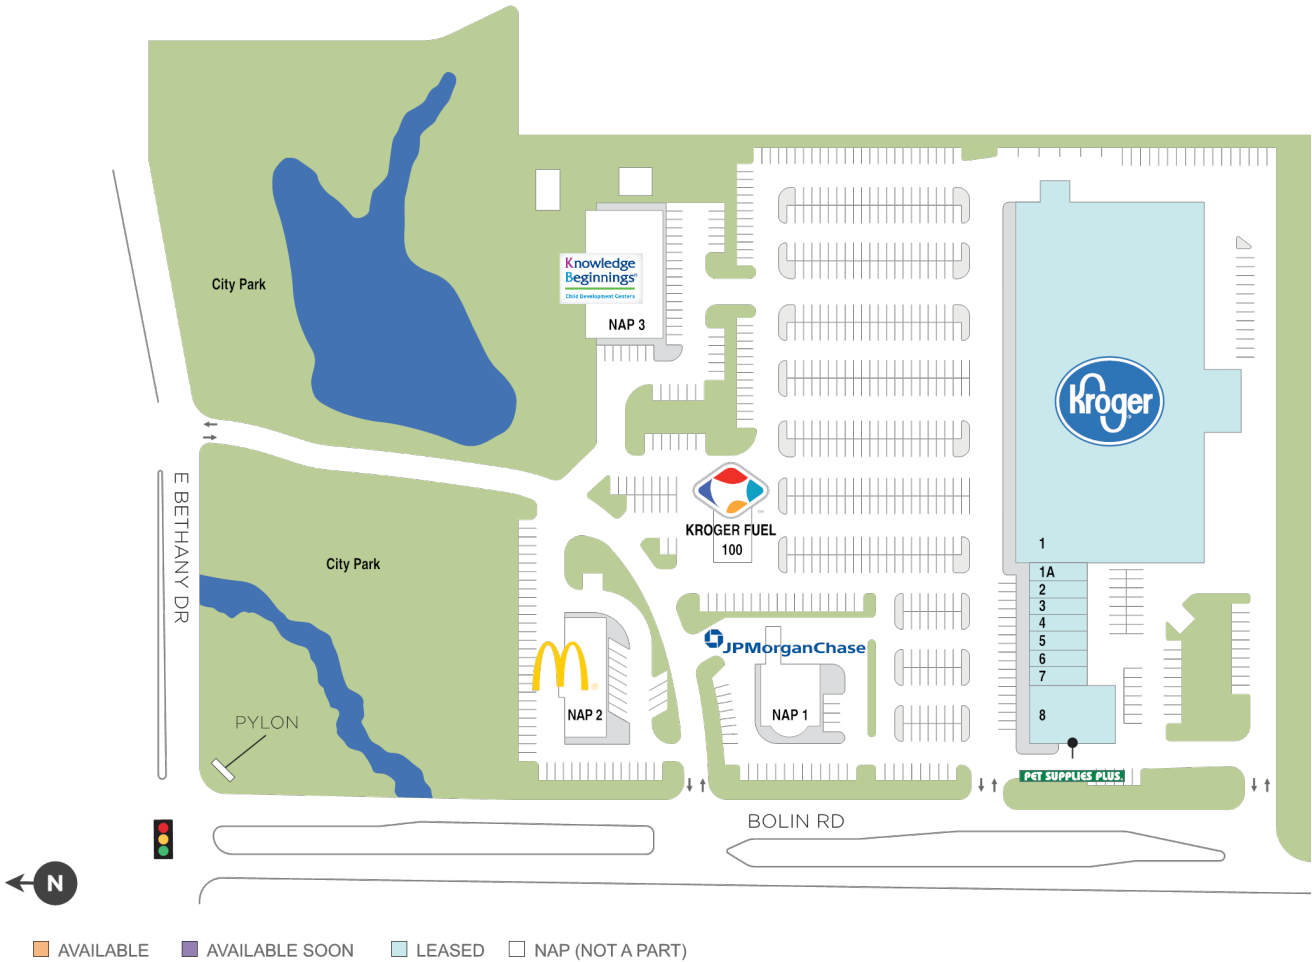 City Park
Knowledge
Beginnings®
Child Development Centers
NAP 3
Kroger
E BETHANY DR
KROGER FUEL
100
City Park
1
1A
2
3
4
5
6
7
8
JPMorganChase
NAP 2
NAP 1
PYLON
PET SUPPLIES PLUS.
BOLIN RD
N
AVAILABLE
AVAILABLE SOON
LEASED
NAP (NOT A PART)